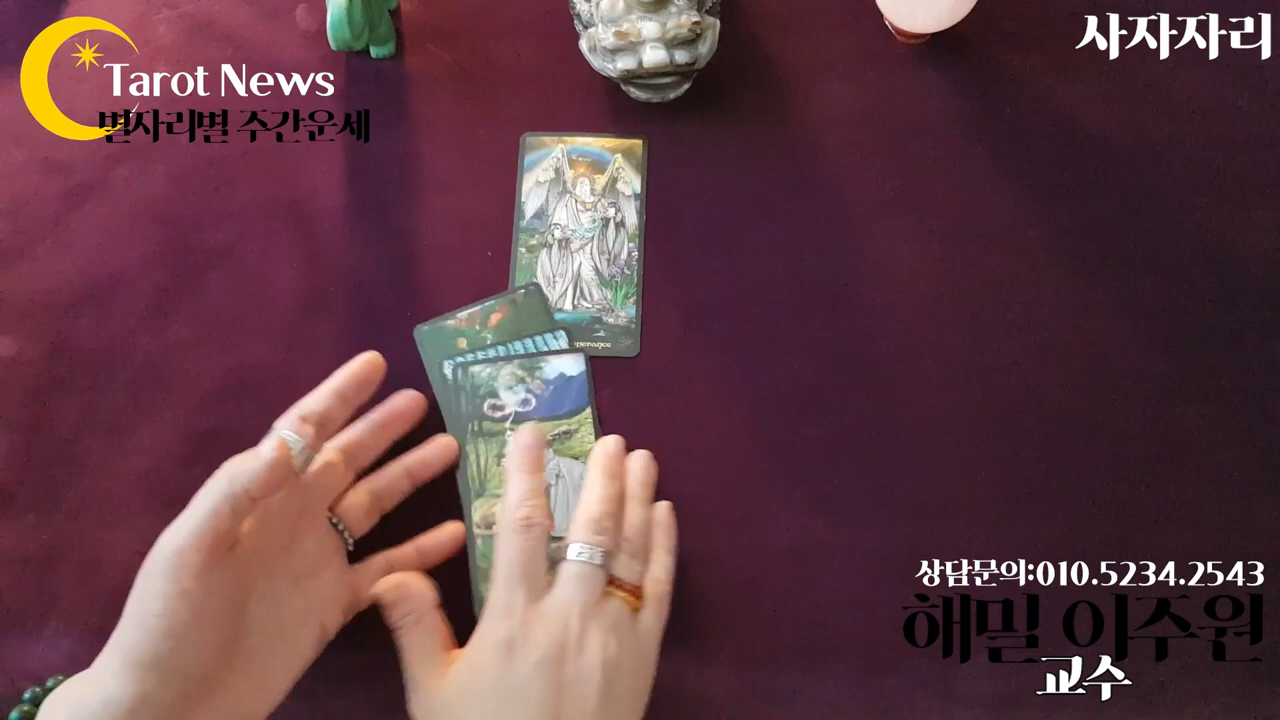 Tarot News
별자리별 주간운세
사자자리
상담문의:010.5234.2543
해밀 이주원
교수